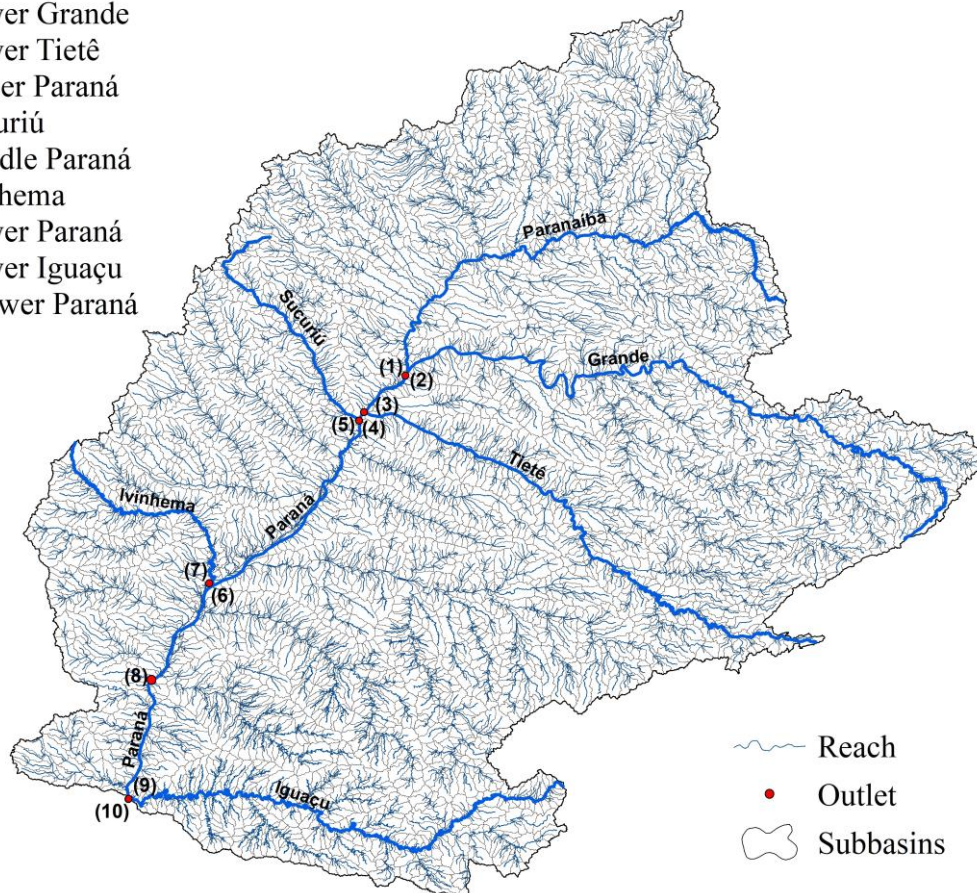 ver Grande
ver Tietê
er Paraná
uriú
dle Paraná
hema
ver Paraná
ver Iguaçu
wer Paraná
Paranaíba
Sucuriú
Grande
(1)
(2)
(3)
(5) (4)
Tietê
Ivinhema
Paraná
(7)
(6)
(8)
Paraná
(9)
(10)
Iguaçu
Reach
Outlet
Subbasins